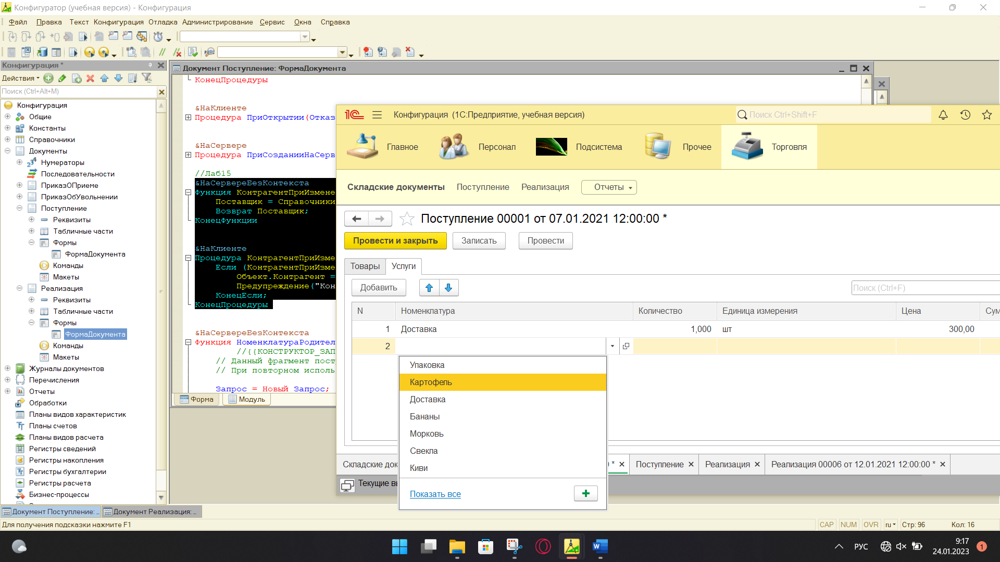 Конфигуратор (учебная версия) - Конфигурация
Файл Правка Текст Конфигурация Отладка Администрирование Сервис Окна Справка
Конфигурация *
Действия
Поиск (Ctrl+Alt+M)
Конфигурация
Общие
Константы
Справочники
Документы
Нумераторы
Последовательности
ПриказОПриеме
ПриказОбУвольнении
Поступление
Реквизиты
Табличные части
Формы
ФормаДокумента
Команды
Макеты
Реализация
Реквизиты
Табличные части
Формы
ФормаДокумента
Команды
Макеты
Журналы документов
Перечисления
Отчеты
Обработки
Планы видов характеристик
Планы счетов
Планы видов расчета
Регистры сведений
Регистры накопления
Регистры бухгалтерии
Регистры расчета
Бизнес-процессы
Документ Поступление: ФормаДокумента
КонецПроцедуры
&НаКлиенте
Процедура ПриОткрытии(Отказ
&НаСервере
Процедура ПриСозданииНаСерв
//Лаб15
&НаСервереБезКонтекста
Функция КонтрагентПриИзмене
Поставщик = Справочники
Возврат Поставщик;
КонецФункции
&НаКлиенте
Процедура КонтрагентПриИзме
Если (КонтрагентПриИзме
Объект.Контрагент =
Предупреждение("Кон
КонецЕсли;
КонецПроцедуры
&НаСервереБезКонтекста
Функция НоменклатураРодител
//{{КОНСТРУКТОР_ЗАП
// Данный фрагмент пост
// При повторном исполь
Запрос = Новый Запрос;
Форма Модуль
1С Конфигурация (1С:Предприятие, учебная версия)
Поиск Ctrl+Shift+F
Главное Персонал Подсистема Прочее Торговля
Складские документы Поступление Реализация Отчеты
Поступление 00001 от 07.01.2021 12:00:00 *
Провести и закрыть Записать Провести
Товары Услуги
Добавить
Поиск (Ctrl+F)
N Номенклатура Количество Единица измерения Цена Сум
1 Доставка 1,000 шт 300,00
2
Упаковка
Картофель
Доставка
Бананы
Морковь
Свекла
Киви
Показать все
Складские док
0 * Поступление Реализация Реализация 00006 от 12.01.2021 12:00:00 *
Текущие вы
Документ Поступление: ... Документ Реализация: ...
Для получения подсказки нажмите F1
CAP NUM OVR ru Стр: 96 Кол: 16
РУС
9:17
24.01.2023
1